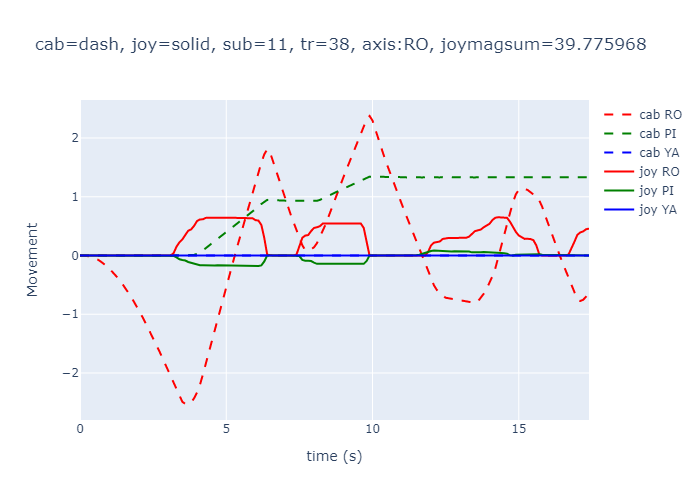 cab=dash, joy=solid, sub=11, tr=38, axis:RO, joymagsum=39.775968
cab RO
cab PI
cab YA
joy RO
joy PI
joy YA
Movement
2
1
0
−1
−2
0
5
10
15
time (s)